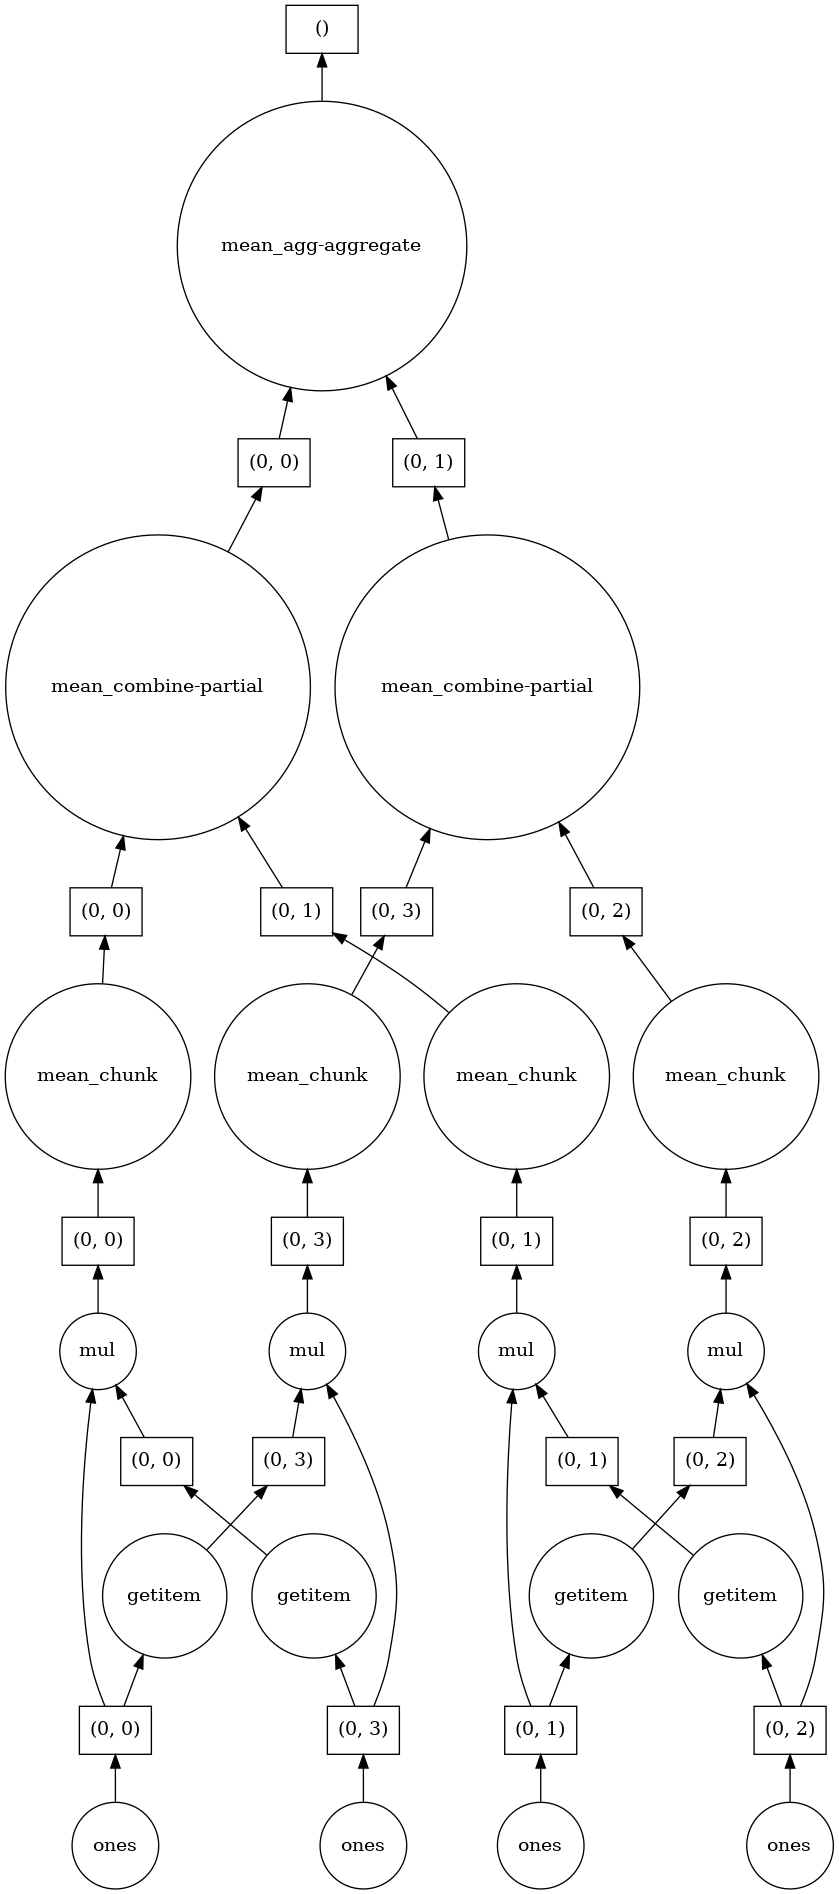 ()
mean_agg-aggregate
(0, 0)
(0, 1)
mean_combine-partial
mean_combine-partial
(0, 0)
(0, 1)
(0, 3)
(0, 2)
mean_chunk
mean_chunk
mean_chunk
mean_chunk
(0, 0)
(0, 3)
(0, 1)
(0, 2)
mul
mul
mul
mul
(0, 0)
(0, 3)
(0, 1)
(0, 2)
getitem
getitem
getitem
getitem
(0, 0)
(0, 3)
(0, 1)
(0, 2)
ones
ones
ones
ones